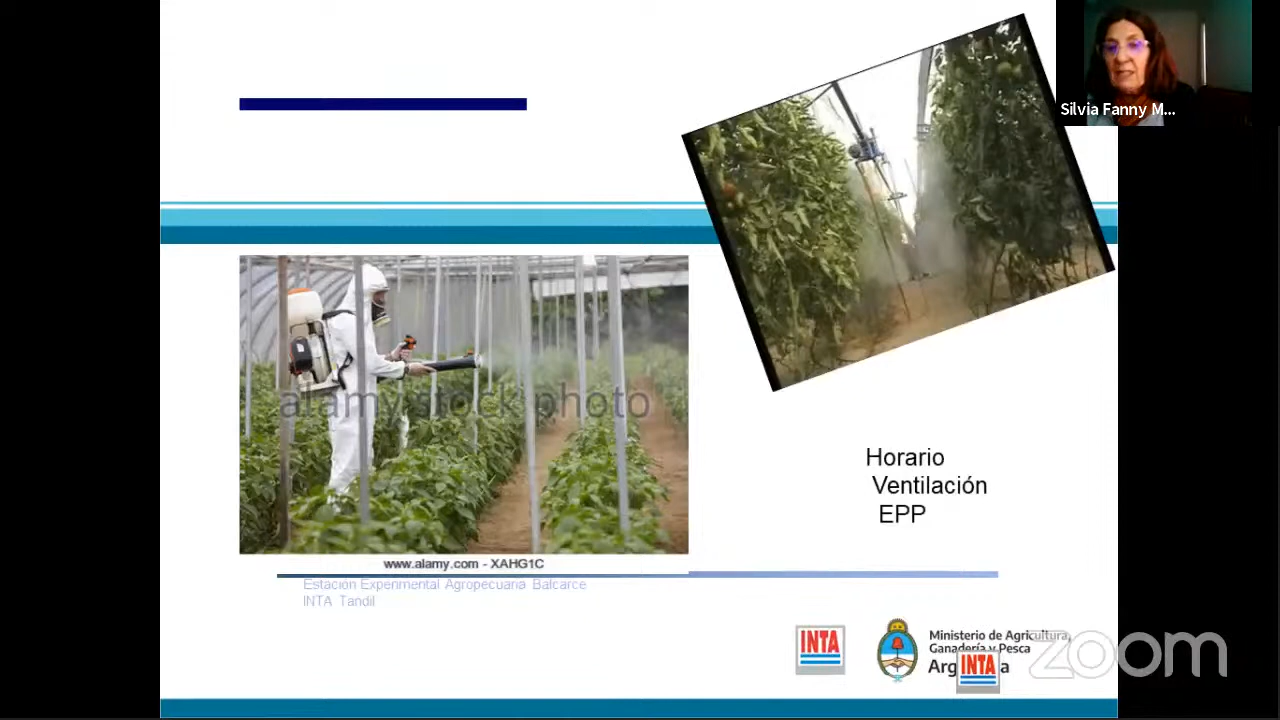 Silvia Fanny M...
alamy stock photo
Horario
Ventilación
EPP
www.alamy.com - XAHG1C
Estación Experimental Agropecuaria Balcarce
INTA Tandil
INTA
Ministerio de Agricultura,
Ganadería y Pesca
INTA
zoom